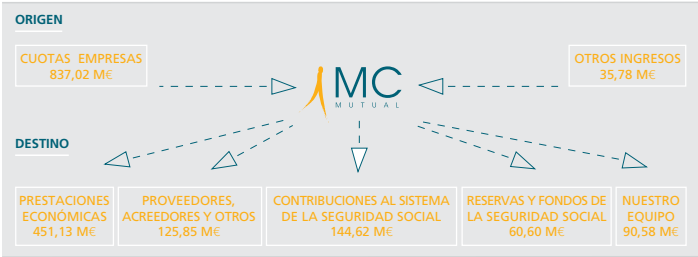 ORIGEN
CUOTAS EMPRESAS
837,02 M€
MC
MUTUAL
OTROS INGRESOS
35,78 M€
DESTINO
PRESTACIONES
ECONÓMICAS
451,13 M€
PROVEEDORES,
ACREEDORES Y OTROS
125,85 M€
CONTRIBUCIONES AL SISTEMA
DE LA SEGURIDAD SOCIAL
144,62 M€
RESERVAS Y FONDOS DE
LA SEGURIDAD SOCIAL
60,60 M€
NUESTRO
EQUIPO
90,58 M€